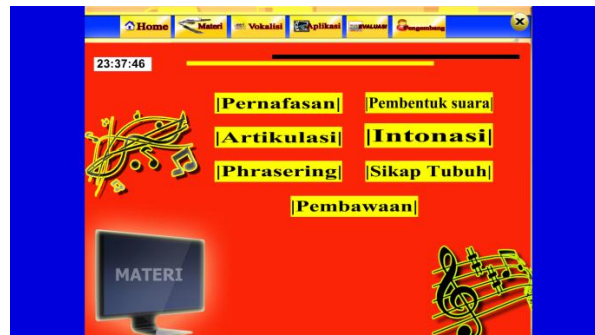 Home Materi Vokalisi Aplikasi EVALUASI Pengembang
23:37:46
|Pernafasan| |Pembentuk suara|
|Artikulasi| |Intonasi|
|Phrasering| |Sikap Tubuh|
|Pembawaan|
MATERI